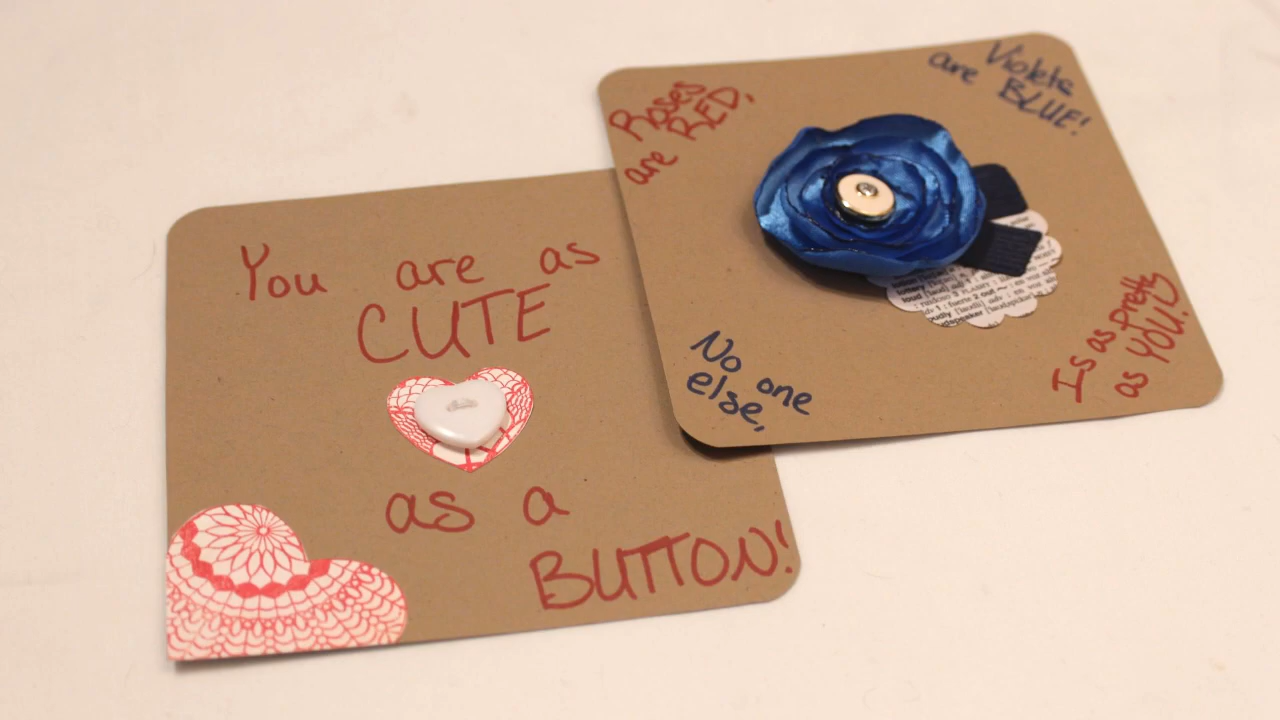 You are as
CUTE
as a
BUTTON!
Roses
are RED,
Violets
are BLUE!
No one
else,
Is as pretty
as YOU!